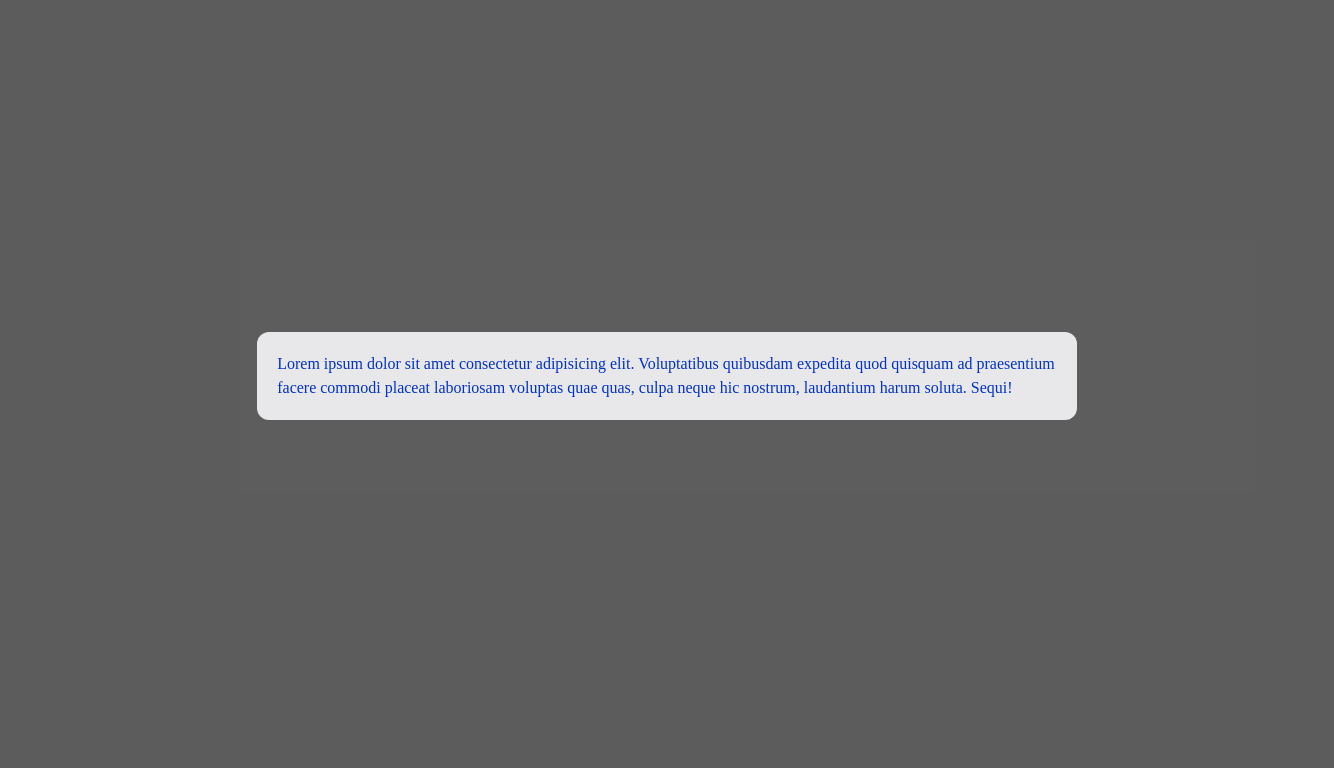 Lorem ipsum dolor sit amet consectetur adipisicing elit. Voluptatibus quibusdam expedita quod quisquam ad praesentium
facere commodi placeat laboriosam voluptas quae quas, culpa neque hic nostrum, laudantium harum soluta. Sequi!